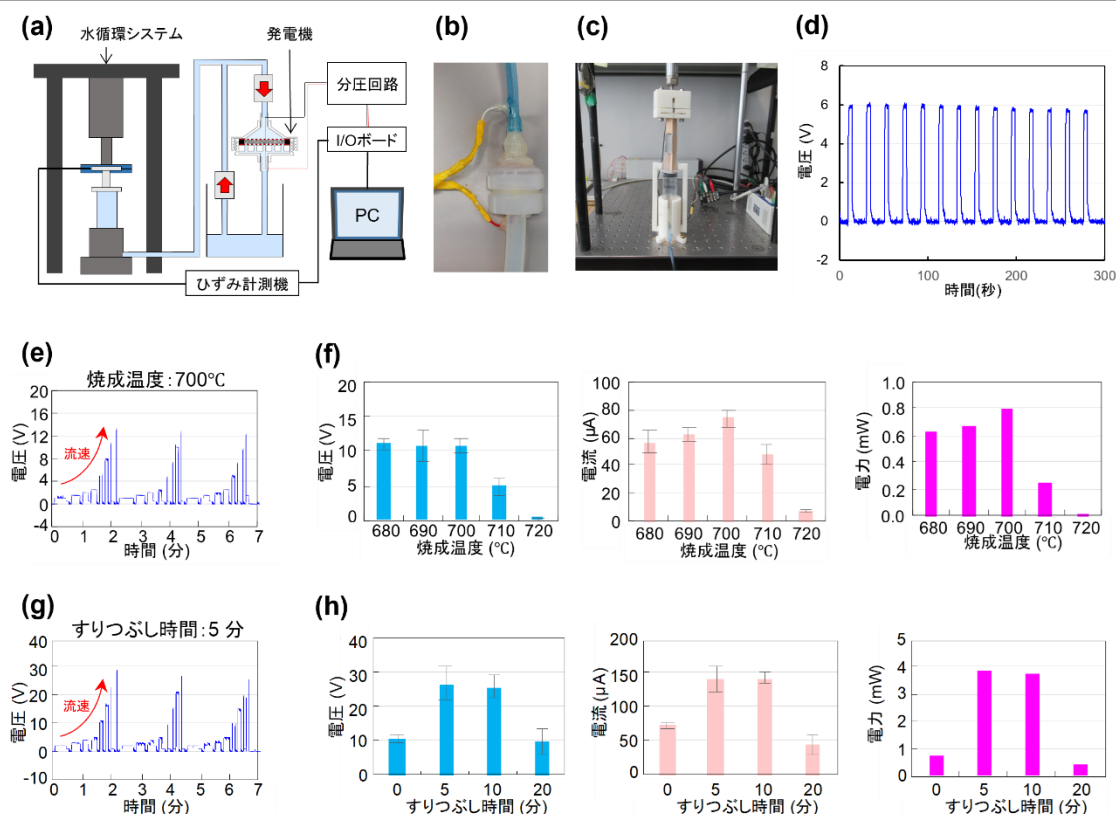 (a)
水循環システム
発電機
分圧回路
I/Oボード
PC
ひずみ計測機
(b)
(c)
(d)
電圧 (V)
8
6
4
2
0
-2
0
100
200
300
時間(秒)
(e)
焼成温度：700℃
電圧 (V)
20
16
12
8
4
0
-4
流速
0 1 2 3 4 5 6 7
時間 (分)
(f)
電圧 (V)
20
15
10
5
0
680 690 700 710 720
焼成温度 (℃)
電流 (μA)
100
80
60
40
20
0
680 690 700 710 720
焼成温度 (℃)
電力 (mW)
1.0
0.8
0.6
0.4
0.2
0.0
680 690 700 710 720
焼成温度 (℃)
(g)
すりつぶし時間：5 分
電圧 (V)
40
30
20
10
0
-10
流速
0 1 2 3 4 5 6 7
時間 (分)
(h)
電圧 (V)
40
30
20
10
0
0 5 10 20
すりつぶし時間 (分)
電流 (μA)
200
150
100
50
0
0 5 10 20
すりつぶし時間 (分)
電力 (mW)
5
4
3
2
1
0
0 5 10 20
すりつぶし時間 (分)